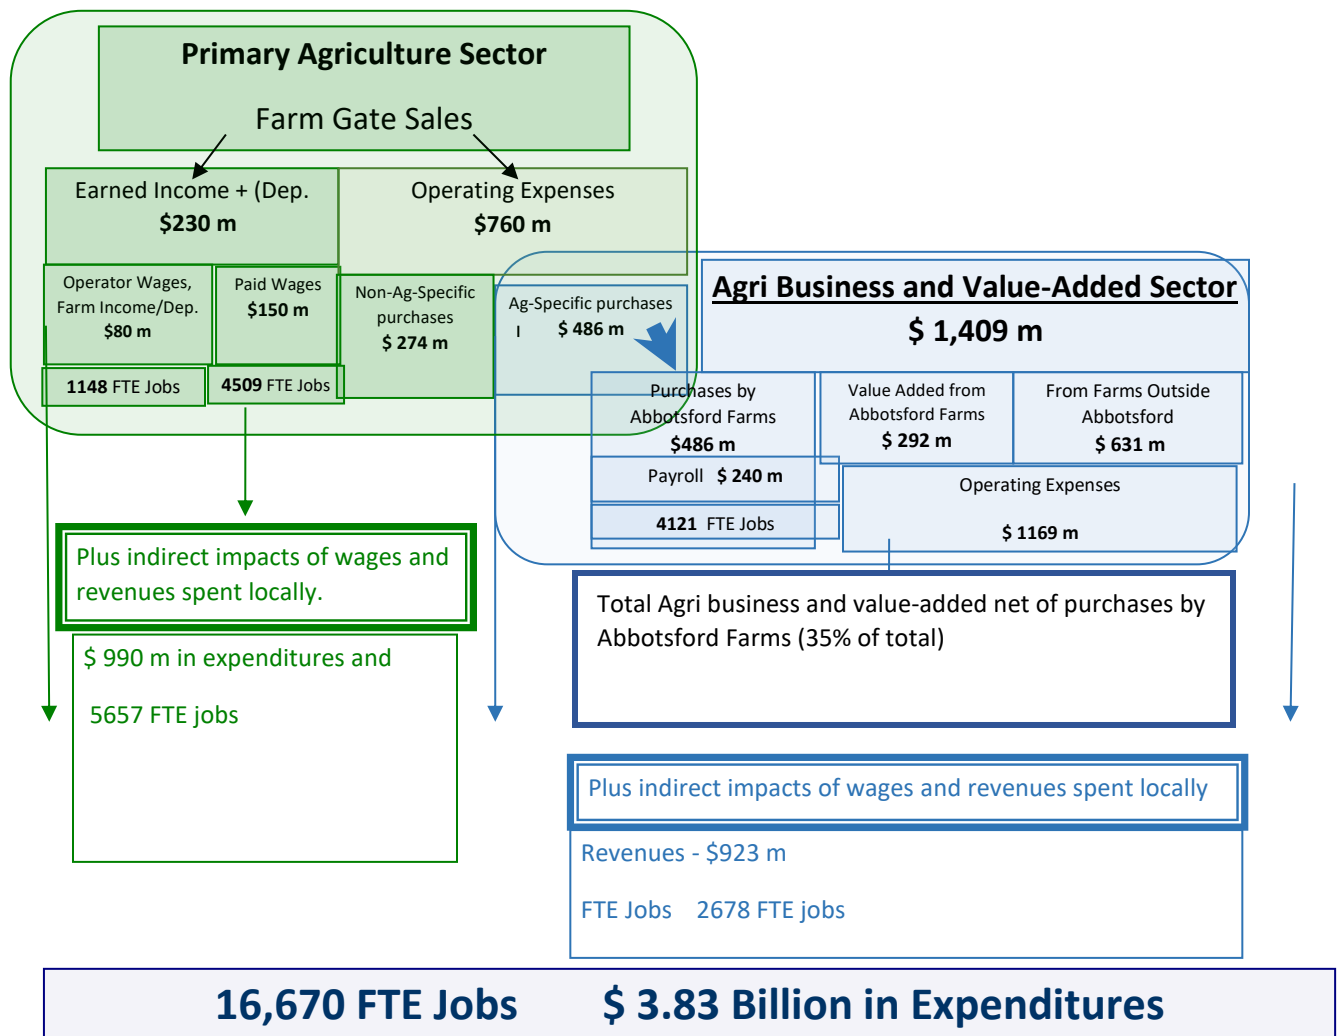 Primary Agriculture Sector
Farm Gate Sales
Earned Income + (Dep.
$230 m
Operating Expenses
$760 m
Operator Wages,
Farm Income/Dep.
$80 m
Paid Wages
$150 m
Non-Ag-Specific
purchases
$ 274 m
Ag-Specific purchases
I $ 486 m
1148 FTE Jobs
4509 FTE Jobs
Agri Business and Value-Added Sector
$ 1,409 m
Purchases by
Abbotsford Farms
$486 m
Value Added from
Abbotsford Farms
$ 292 m
From Farms Outside
Abbotsford
$ 631 m
Payroll $ 240 m
4121 FTE Jobs
Operating Expenses
$ 1169 m
Plus indirect impacts of wages and
revenues spent locally.
$ 990 m in expenditures and
5657 FTE jobs
Total Agri business and value-added net of purchases by
Abbotsford Farms (35% of total)
Plus indirect impacts of wages and revenues spent locally
Revenues - $923 m
FTE Jobs 2678 FTE jobs
16,670 FTE Jobs $ 3.83 Billion in Expenditures